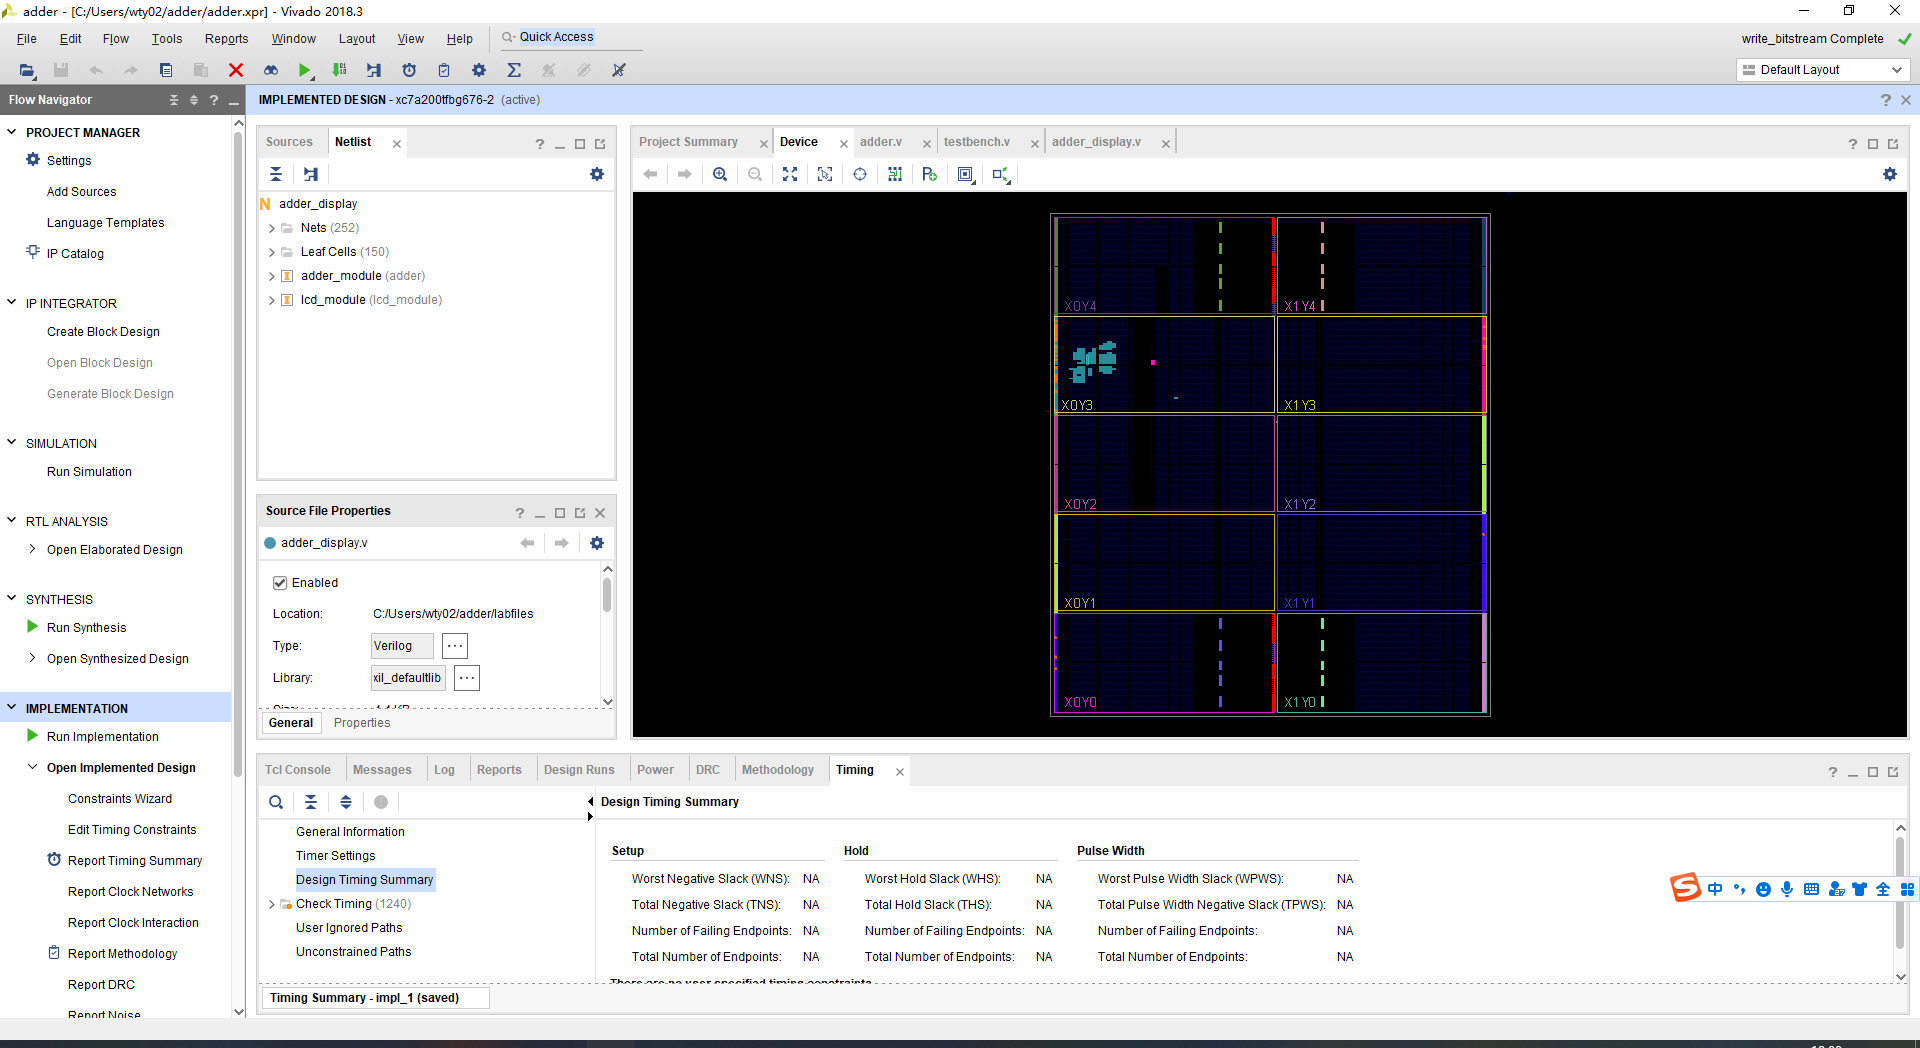 adder - [C:/Users/wty02/adder/adder.xpr] - Vivado 2018.3
File Edit Flow Tools Reports Window Layout View Help Quick Access
write_bitstream Complete
Default Layout
Flow Navigator
IMPLEMENTED DESIGN - xc7a200tfbg676-2 (active)
PROJECT MANAGER
Settings
Add Sources
Language Templates
IP Catalog
IP INTEGRATOR
Create Block Design
Open Block Design
Generate Block Design
SIMULATION
Run Simulation
RTL ANALYSIS
Open Elaborated Design
SYNTHESIS
Run Synthesis
Open Synthesized Design
IMPLEMENTATION
Run Implementation
Open Implemented Design
Constraints Wizard
Edit Timing Constraints
Report Timing Summary
Report Clock Networks
Report Clock Interaction
Report Methodology
Report DRC
Report Noise
Sources Netlist
adder_display
Nets (252)
Leaf Cells (150)
adder_module (adder)
lcd_module (lcd_module)
Source File Properties
adder_display.v
Enabled
Location: C:/Users/wty02/adder/labfiles
Type: Verilog
Library: xil_defaultlib
General Properties
Project Summary Device adder.v testbench.v adder_display.v
X0Y4 X1Y4
X0Y3 X1Y3
X0Y2 X1Y2
X0Y1 X1Y1
X0Y0 X1Y0
Tcl Console Messages Log Reports Design Runs Power DRC Methodology Timing
General Information
Timer Settings
Design Timing Summary
Check Timing (1240)
User Ignored Paths
Unconstrained Paths
Design Timing Summary
Setup Hold Pulse Width
Worst Negative Slack (WNS): NA Worst Hold Slack (WHS): NA Worst Pulse Width Slack (WPWS): NA
Total Negative Slack (TNS): NA Total Hold Slack (THS): NA Total Pulse Width Negative Slack (TPWS): NA
Number of Failing Endpoints: NA Number of Failing Endpoints: NA Number of Failing Endpoints: NA
Total Number of Endpoints: NA Total Number of Endpoints: NA Total Number of Endpoints: NA
There are no user specified timing constraints.
Timing Summary - impl_1 (saved)
中 全